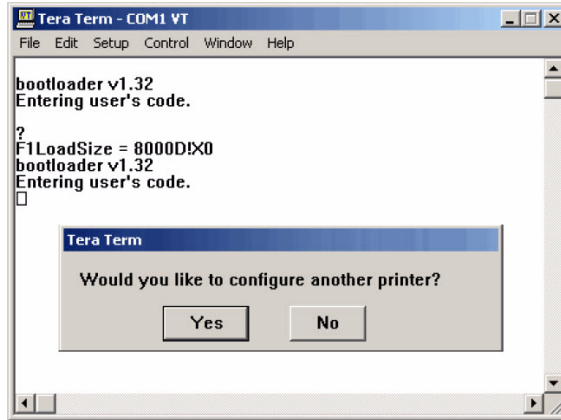 Tera Term - COM1 VT
File Edit Setup Control Window Help
bootloader v1.32
Entering user's code.
?
F1LoadSize = 8000D!X0
bootloader v1.32
Entering user's code.
Tera Term
Would you like to configure another printer?
Yes No